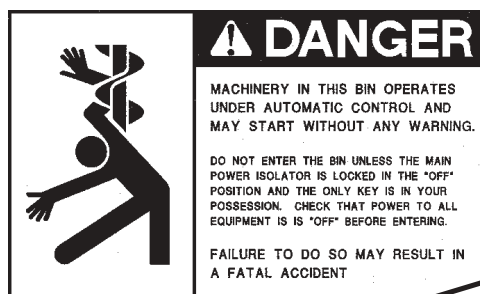 DANGER
MACHINERY IN THIS BIN OPERATES
UNDER AUTOMATIC CONTROL AND
MAY START WITHOUT ANY WARNING.
DO NOT ENTER THE BIN UNLESS THE MAIN
POWER ISOLATOR IS LOCKED IN THE "OFF"
POSITION AND THE ONLY KEY IS IN YOUR
POSSESSION. CHECK THAT POWER TO ALL
EQUIPMENT IS IS "OFF" BEFORE ENTERING.
FAILURE TO DO SO MAY RESULT IN
A FATAL ACCIDENT